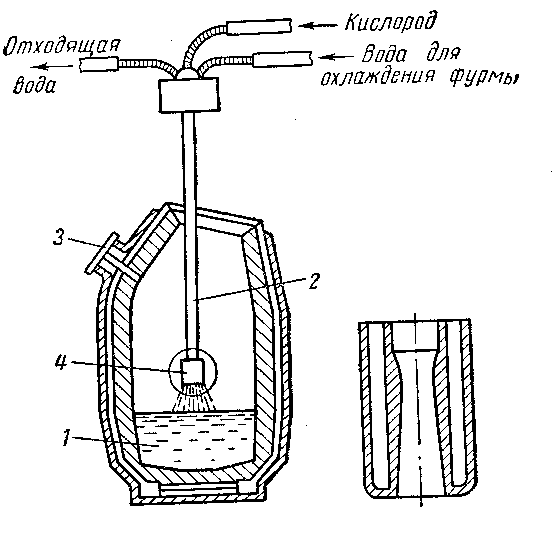 Кислород
Отходящая
вода
Вода для
охлаждения фурмы
3
2
4
1